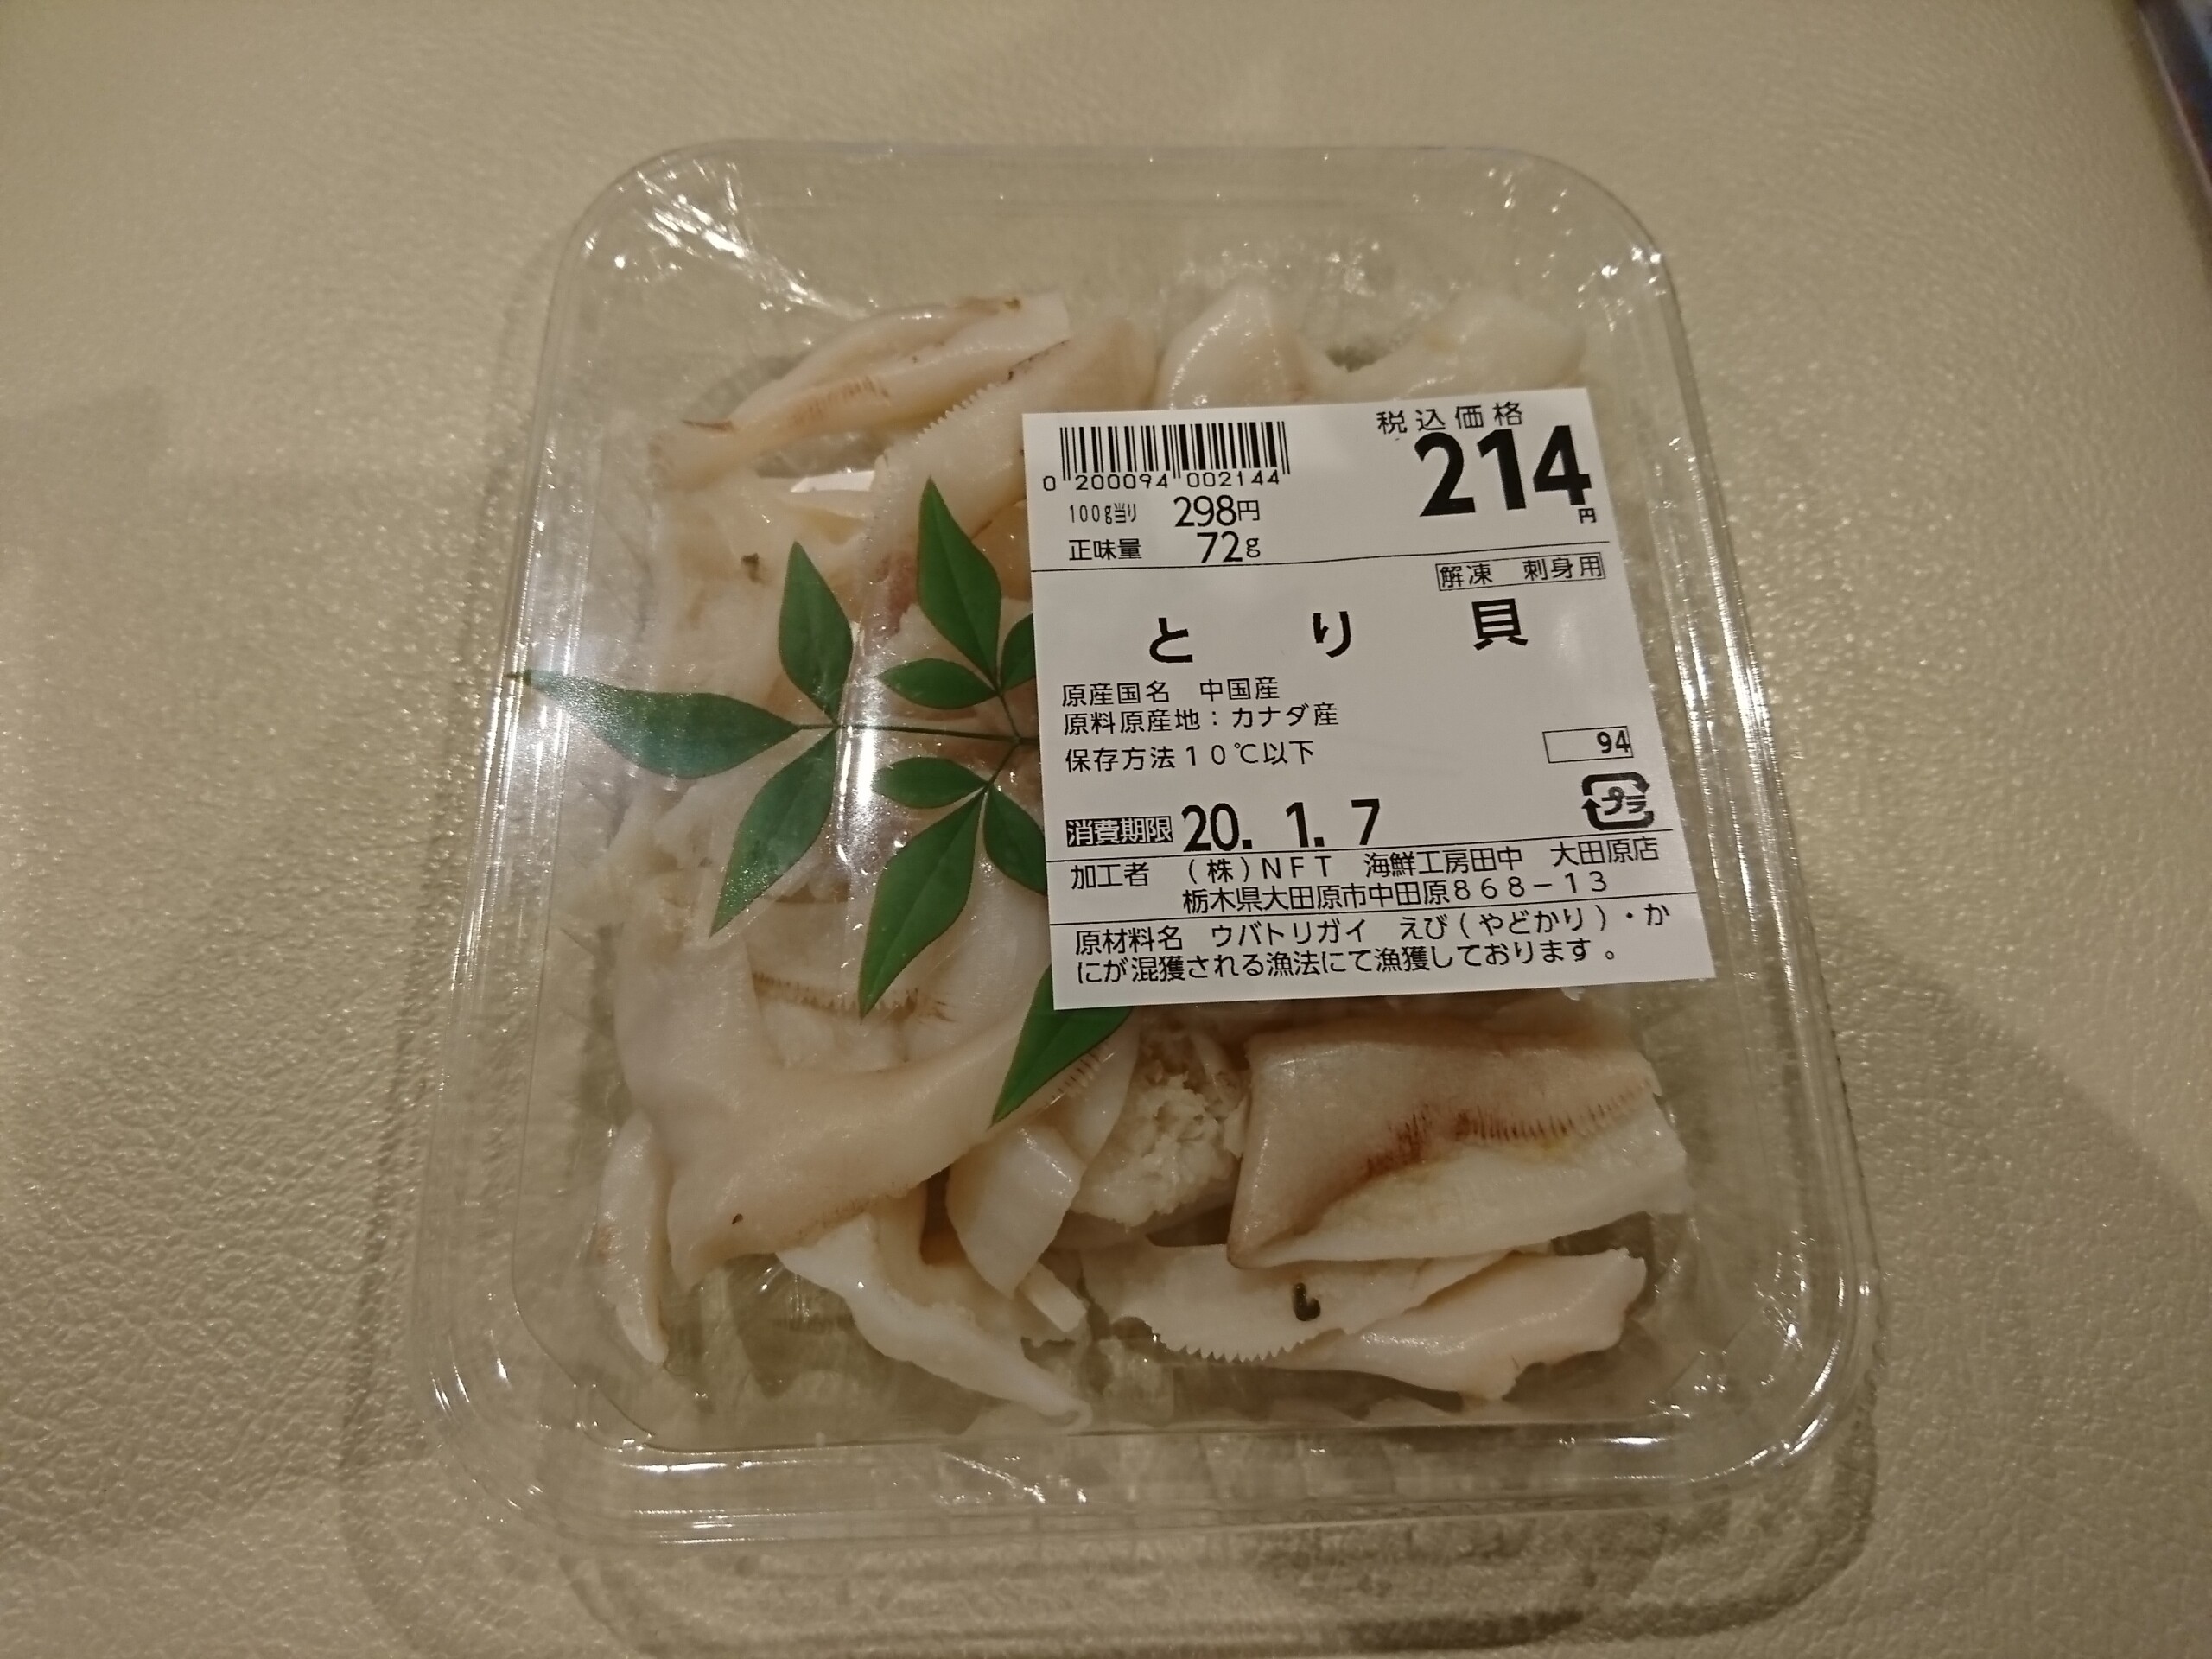 税込価格
214円
0 200094 002144
100g当り 298円
正味量 72g
解凍 刺身用
とり貝
原産国名 中国産
原料原産地：カナダ産
保存方法１０℃以下
94
消費期限 20. 1. 7
プラ
加工者 （株）ＮＦＴ 海鮮工房田中 大田原店
栃木県大田原市中田原８６８－１３
原材料名 ウバトリガイ えび（やどかり）・か
にが混獲される漁法にて漁獲しております。